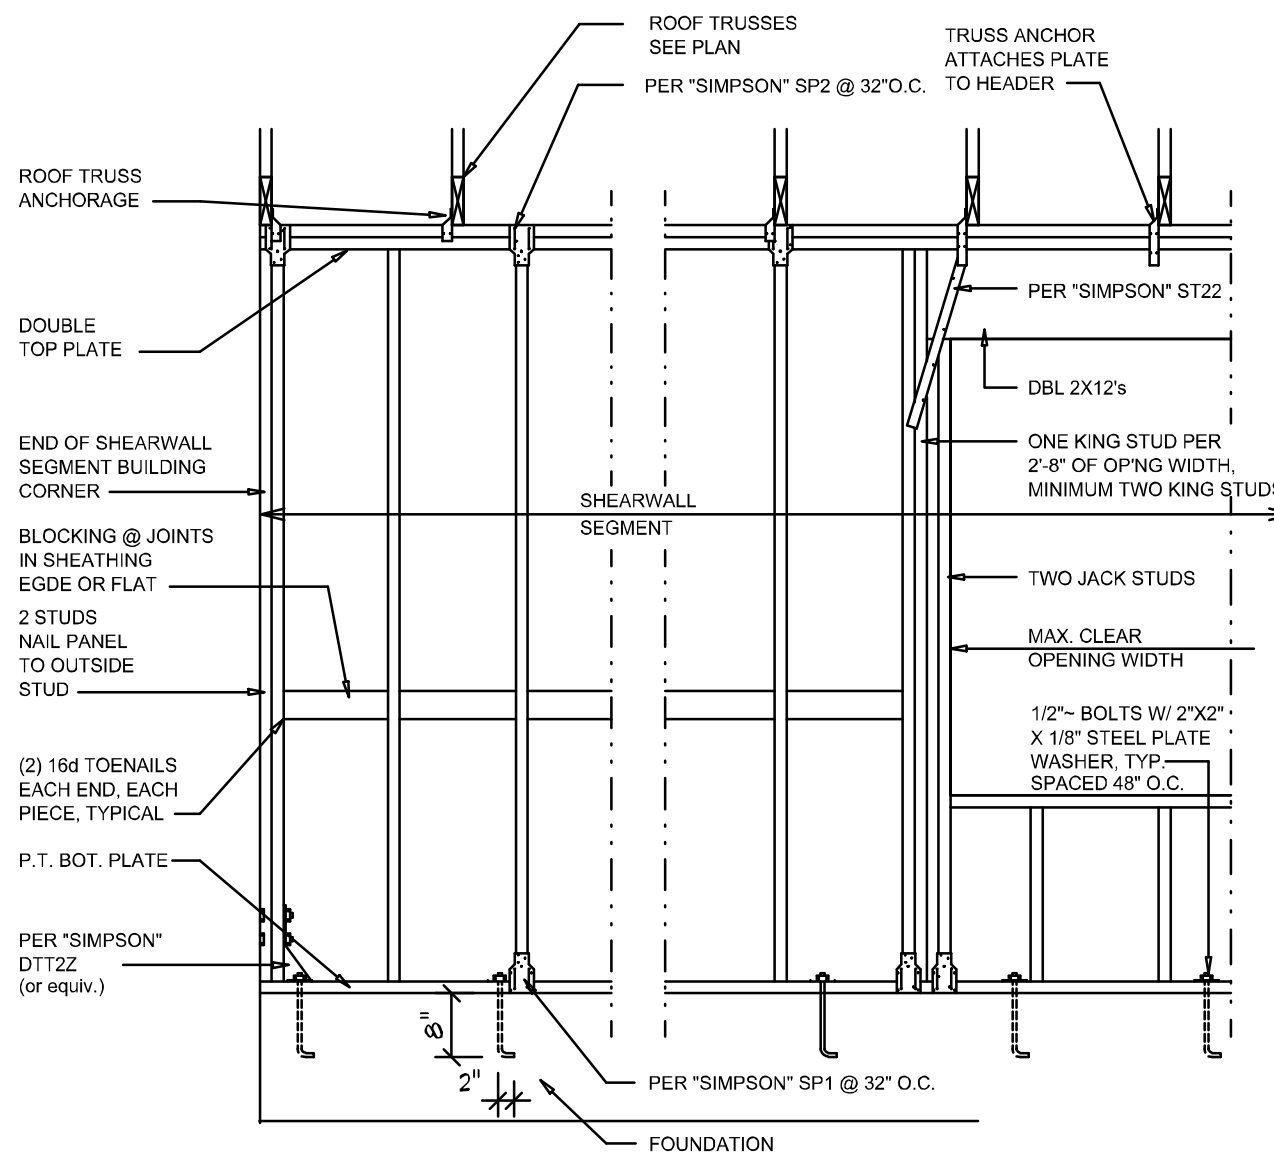 ROOF TRUSSES
SEE PLAN
TRUSS ANCHOR
ATTACHES PLATE
TO HEADER
PER "SIMPSON" SP2 @ 32"O.C.
ROOF TRUSS
ANCHORAGE
PER "SIMPSON" ST22
DOUBLE
TOP PLATE
DBL 2X12's
END OF SHEARWALL
SEGMENT BUILDING
CORNER
ONE KING STUD PER
2'-8" OF OP'NG WIDTH,
MINIMUM TWO KING STUDS
SHEARWALL
SEGMENT
BLOCKING @ JOINTS
IN SHEATHING
EGDE OR FLAT
TWO JACK STUDS
2 STUDS
NAIL PANEL
TO OUTSIDE
STUD
MAX. CLEAR
OPENING WIDTH
1/2"~ BOLTS W/ 2"X2"
X 1/8" STEEL PLATE
WASHER, TYP.
SPACED 48" O.C.
(2) 16d TOENAILS
EACH END, EACH
PIECE, TYPICAL
P.T. BOT. PLATE
PER "SIMPSON"
DTT2Z
(or equiv.)
8"
2"
PER "SIMPSON" SP1 @ 32" O.C.
FOUNDATION